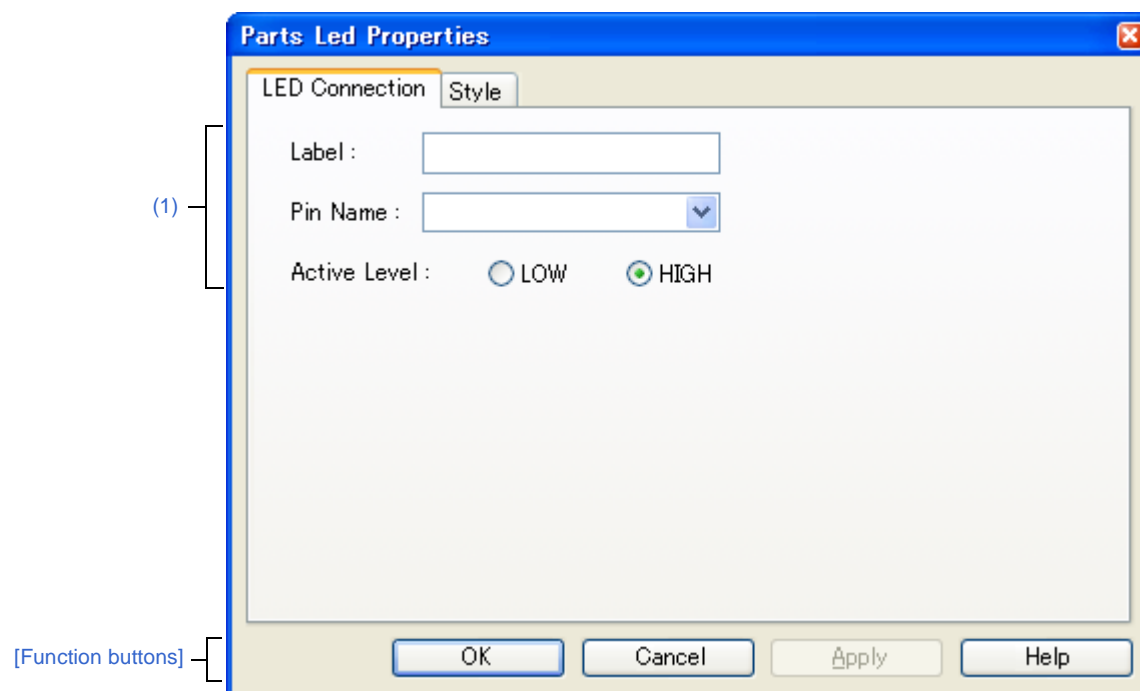 Parts Led Properties
LED Connection Style
Label :
(1)
Pin Name :
Active Level : LOW HIGH
[Function buttons]
OK Cancel Apply Help